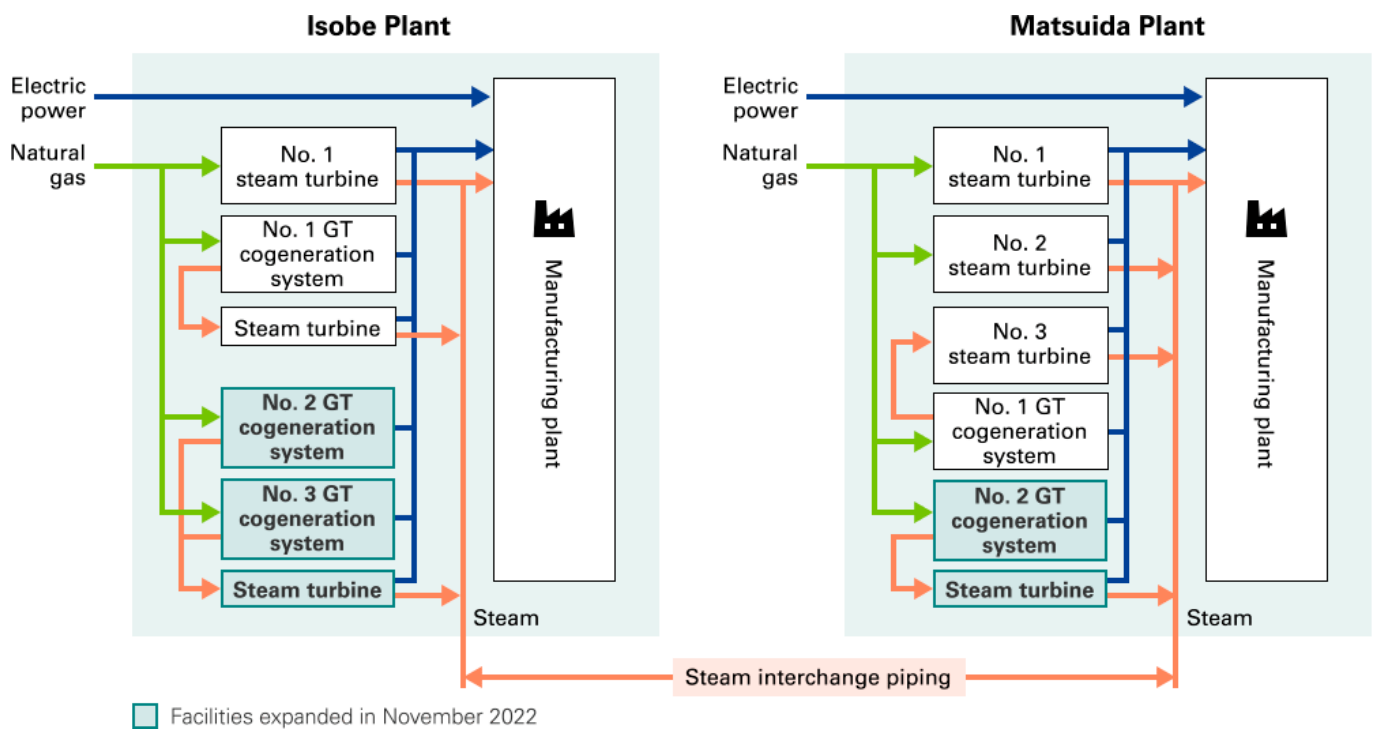 Isobe Plant
Electric
power
Natural
gas
No. 1
steam turbine
No. 1 GT
cogeneration
system
Steam turbine
No. 2 GT
cogeneration
system
No. 3 GT
cogeneration
system
Steam turbine
Manufacturing plant
Steam
Matsuida Plant
Electric
power
Natural
gas
No. 1
steam turbine
No. 2
steam turbine
No. 3
steam turbine
No. 1 GT
cogeneration
system
No. 2 GT
cogeneration
system
Steam turbine
Manufacturing plant
Steam
Steam interchange piping
Facilities expanded in November 2022